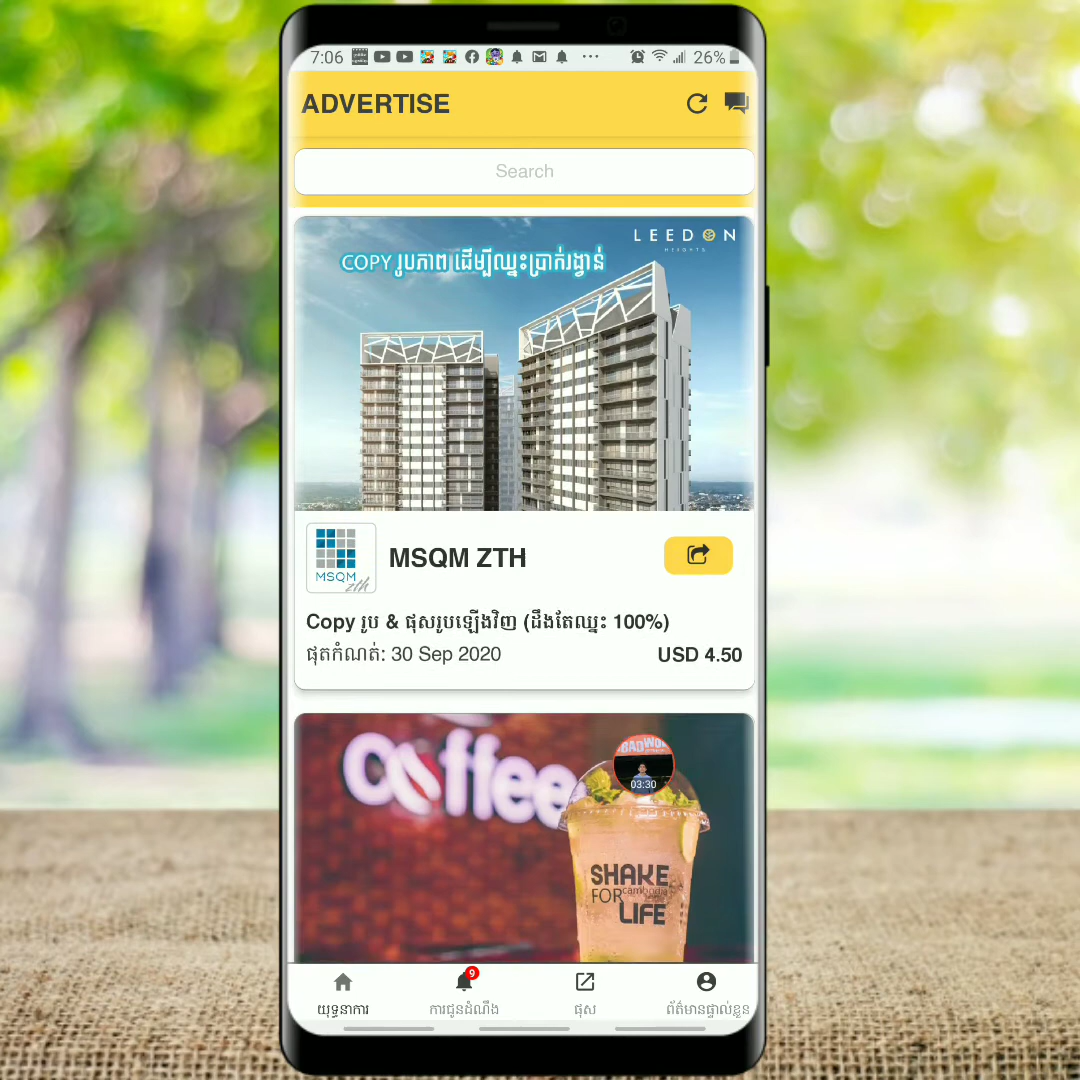 7:06
26%
ADVERTISE
Search
LEEDON
HEIGHTS
COPY រូបភាព ដើម្បីឈ្នះប្រាក់រង្វាន់
MSQM
zth
MSQM ZTH
Copy រូប & ផុសរូបឡើងវិញ (ដឹងតែឈ្នះ 100%)
ផុតកំណត់: 30 Sep 2020
USD 4.50
Coffee
03:30
SHAKE
FOR cambodia
LIFE
9
យុទ្ធនាការ
ការជូនដំណឹង
ផុស
ព័ត៌មានផ្ទាល់ខ្លួន